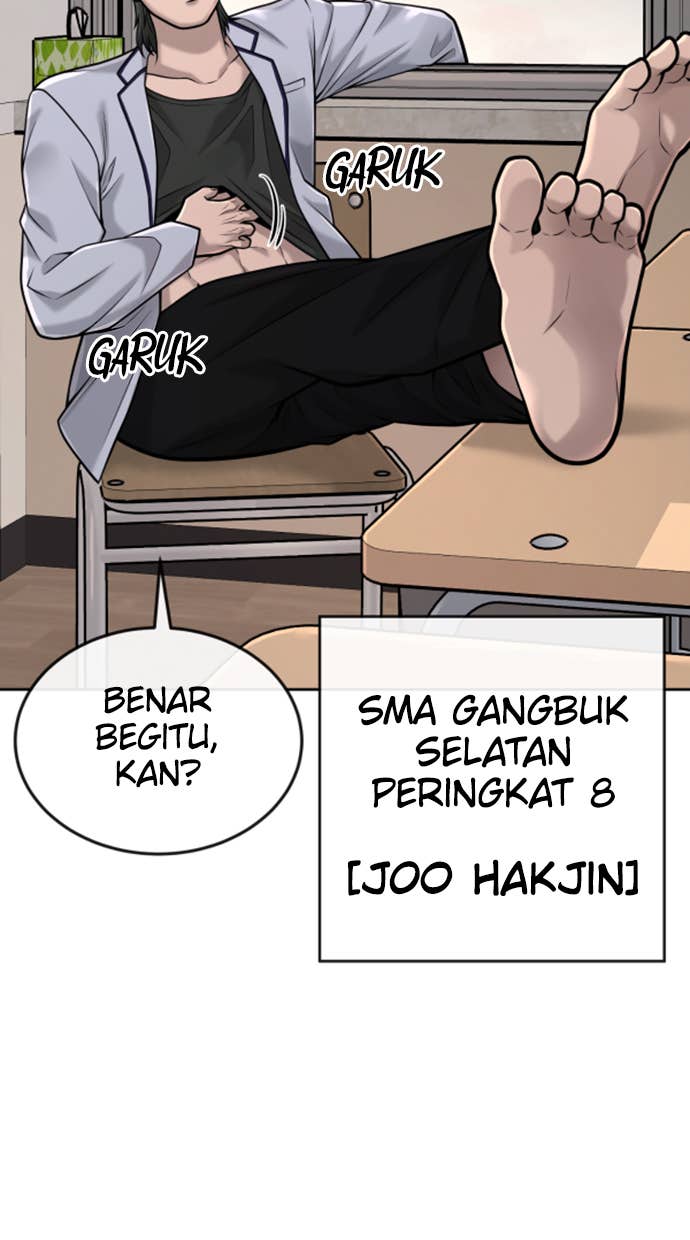 GARUK
GARUK
BENAR
BEGITU,
KAN?
SMA GANGBUK
SELATAN
PERINGKAT 8
[JOO HAKJIN]